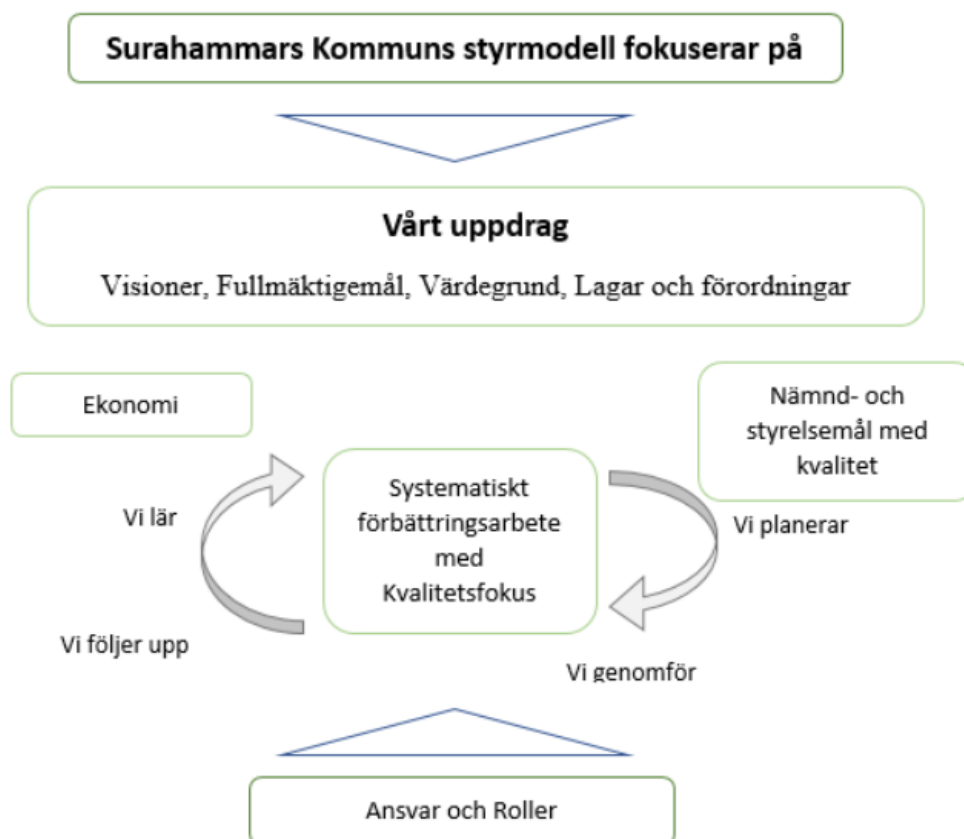 Surahammars Kommuns styrmodell fokuserar på
Vårt uppdrag
Visioner, Fullmäktigemål, Värdegrund, Lagar och förordningar
Ekonomi
Nämnd- och
styrelsemål med
kvalitet
Systematiskt
förbättringsarbete
med
Kvalitetsfokus
Vi lär
Vi planerar
Vi följer upp
Vi genomför
Ansvar och Roller